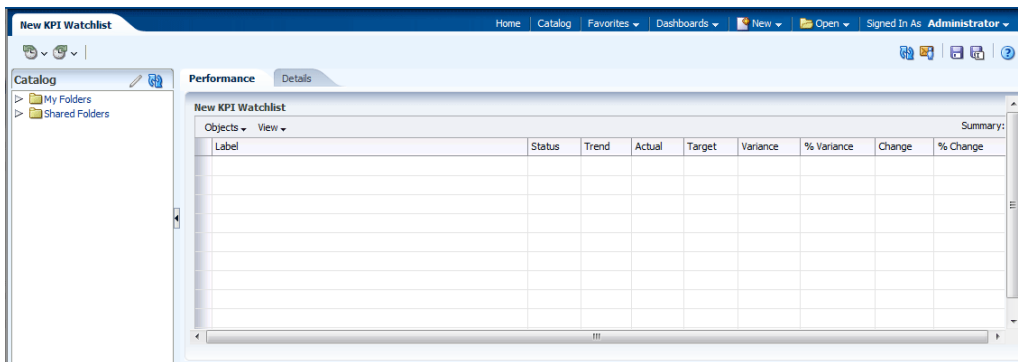 New KPI Watchlist Home Catalog Favorites Dashboards New Open Signed In As Administrator
Catalog
My Folders
Shared Folders
Performance Details
New KPI Watchlist
Objects View Summary:
Label Status Trend Actual Target Variance % Variance Change % Change